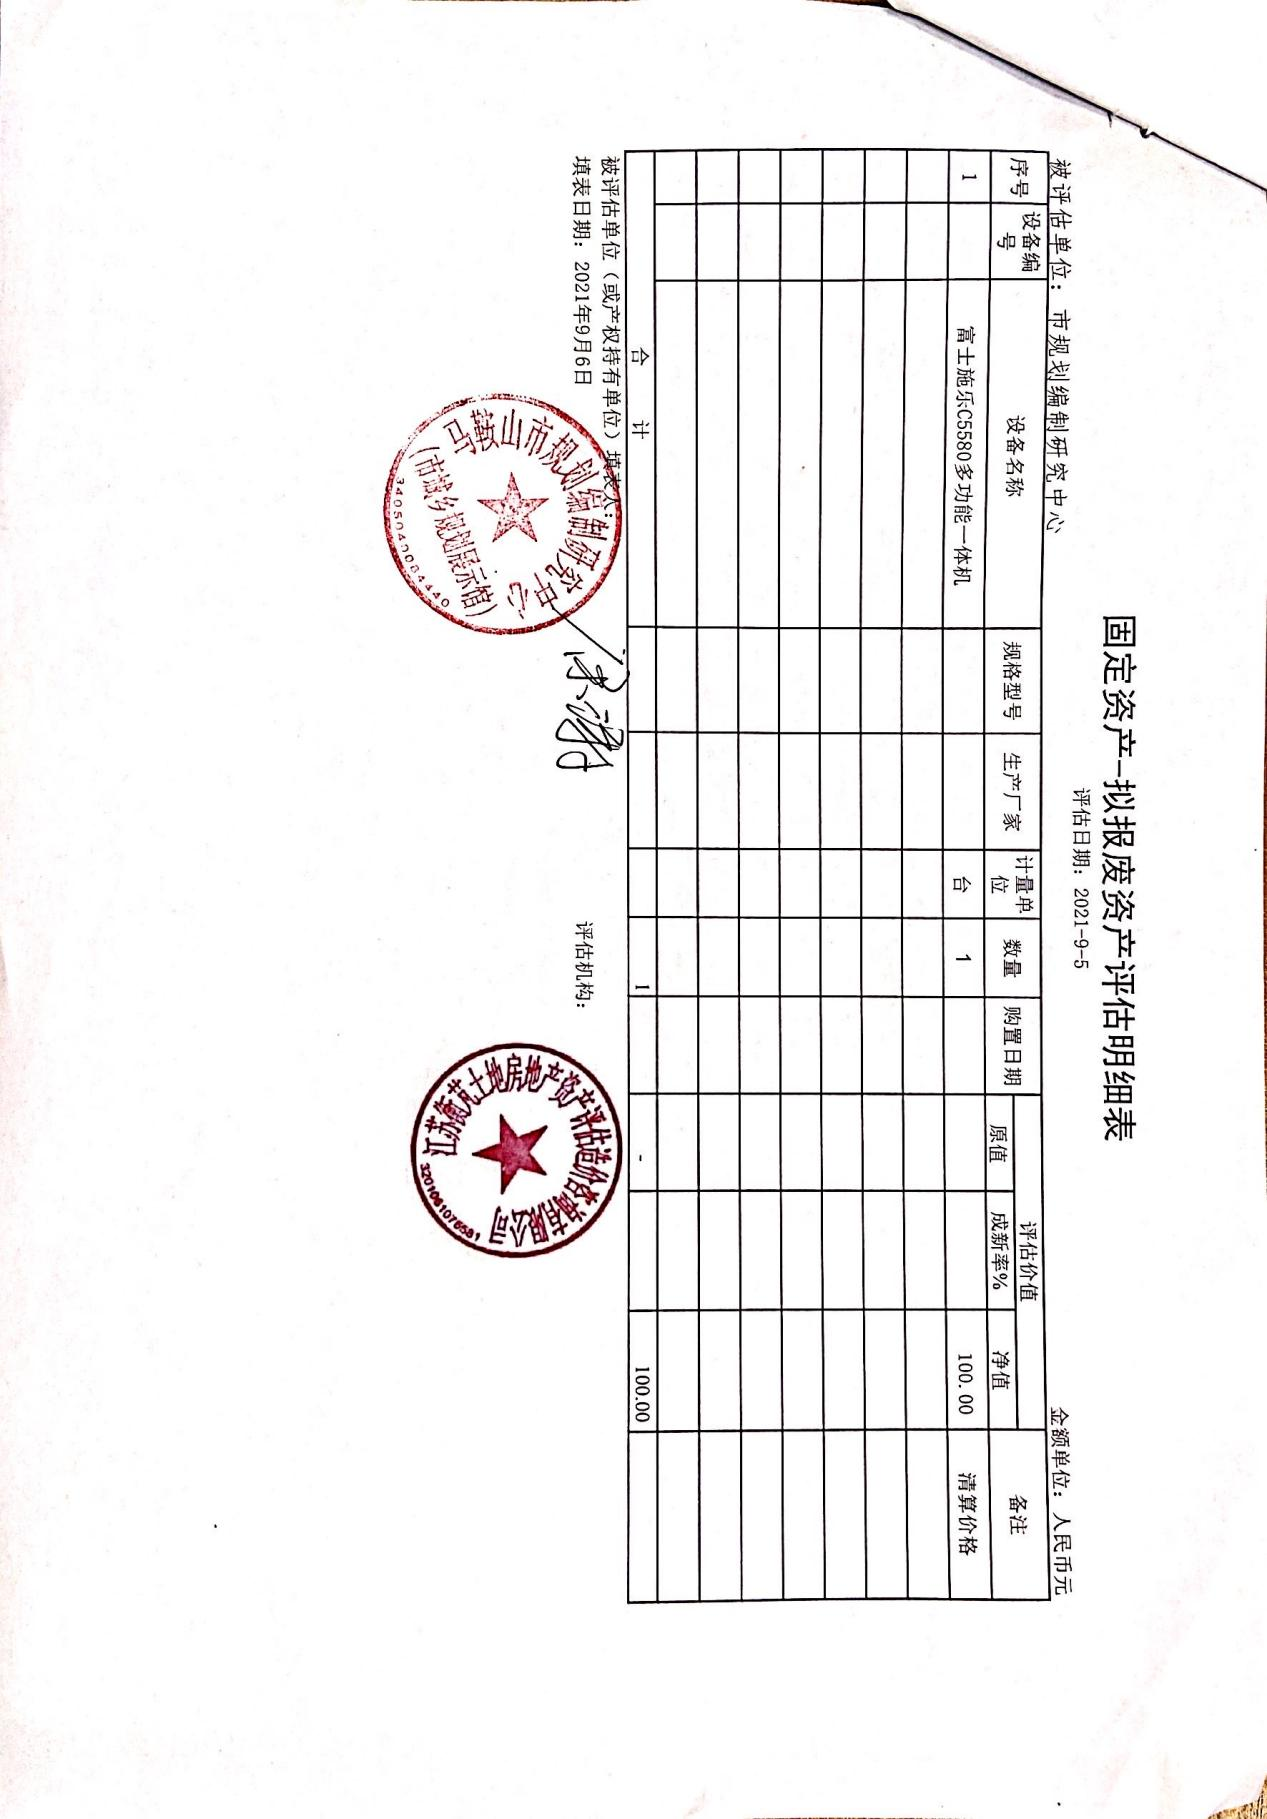 固定资产—拟报废资产评估明细表
评估日期：2021-9-5
被评估单位：市规划编制研究中心 金额单位：人民币元
序号 设备编号 设备名称 规格型号 生产厂家 计量单位 数量 购置日期 评估价值 备注
原值 成新率% 净值
1 富士施乐C5580多功能一体机 台 1 100.00 清算价格
合 计 1 - 100.00
被评估单位（或产权持有单位）填表人：
填表日期：2021年9月6日
评估机构：
马鞍山市规划编制研究中心
（市城乡规划展示馆）
3405040084440
土地房地产资产评估造价咨询有限公司
3201061076581